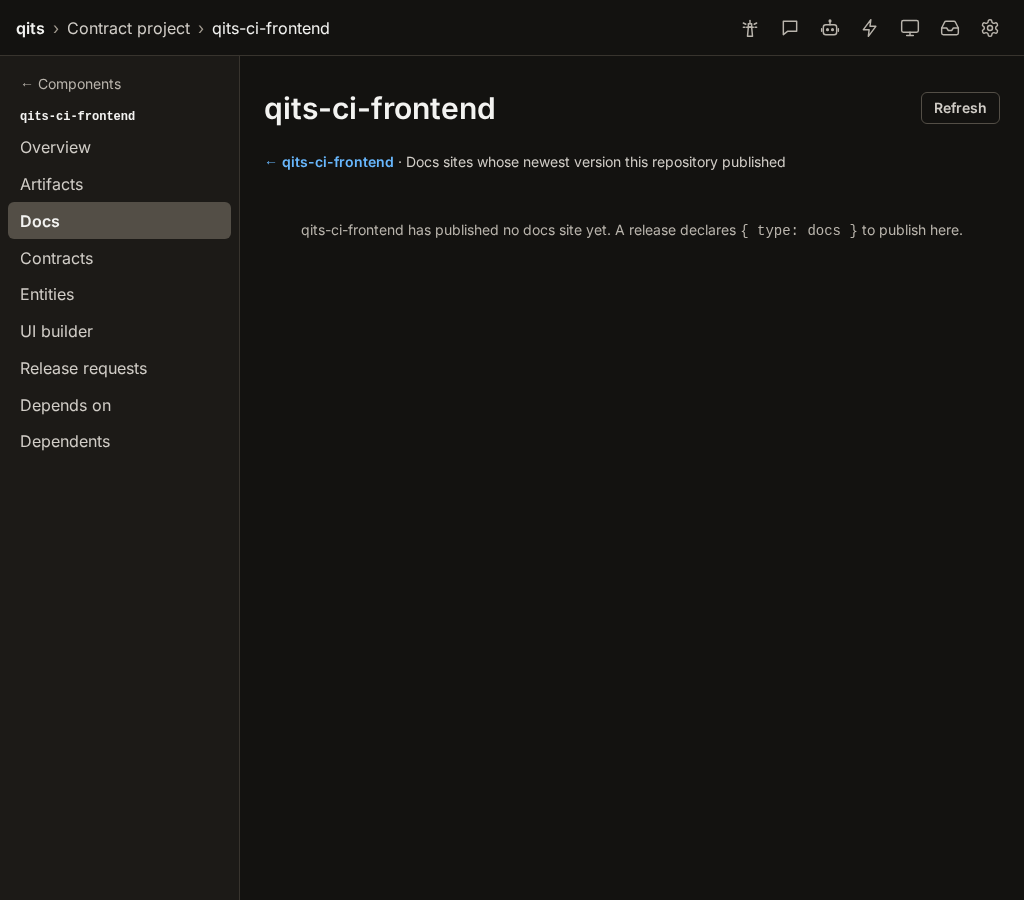 qits › Contract project › qits-ci-frontend
← Components
qits-ci-frontend
Overview
Artifacts
Docs
Contracts
Entities
UI builder
Release requests
Depends on
Dependents
qits-ci-frontend
Refresh
← qits-ci-frontend · Docs sites whose newest version this repository published
qits-ci-frontend has published no docs site yet. A release declares { type: docs } to publish here.